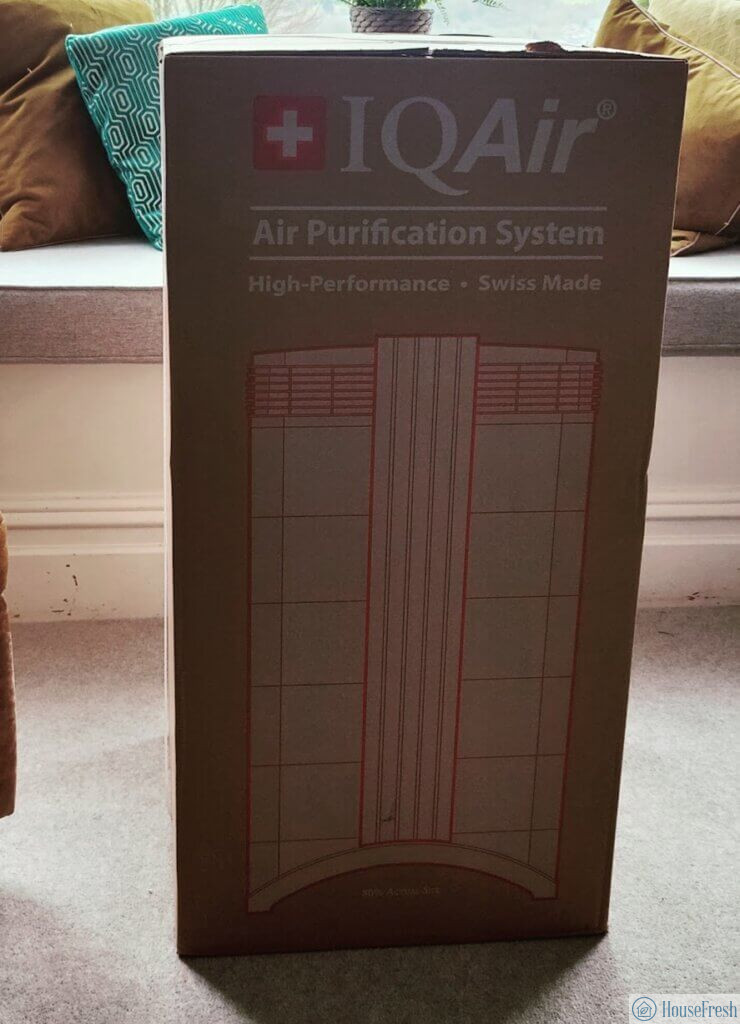 IQAir®
Air Purification System
High-Performance • Swiss Made
HouseFresh